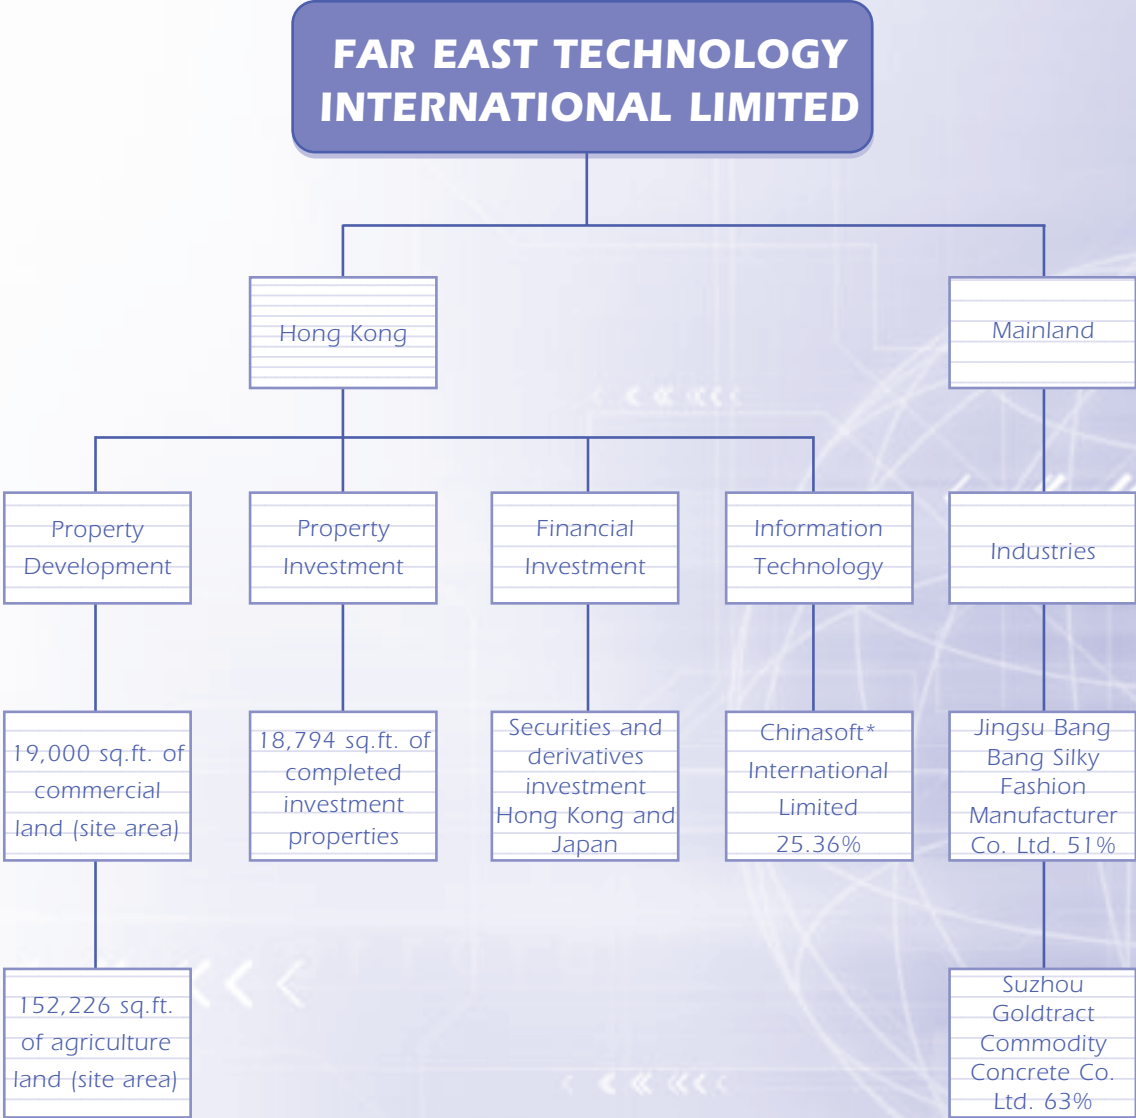 FAR EAST TECHNOLOGY
INTERNATIONAL LIMITED
Hong Kong
Mainland
Property
Development
Property
Investment
Financial
Investment
Information
Technology
Industries
19,000 sq.ft. of
commercial
land (site area)
18,794 sq.ft. of
completed
investment
properties
Securities and
derivatives
investment
Hong Kong and
Japan
Chinasoft*
International
Limited
25.36%
Jingsu Bang
Bang Silky
Fashion
Manufacturer
Co. Ltd. 51%
152,226 sq.ft.
of agriculture
land (site area)
Suzhou
Goldtract
Commodity
Concrete Co.
Ltd. 63%